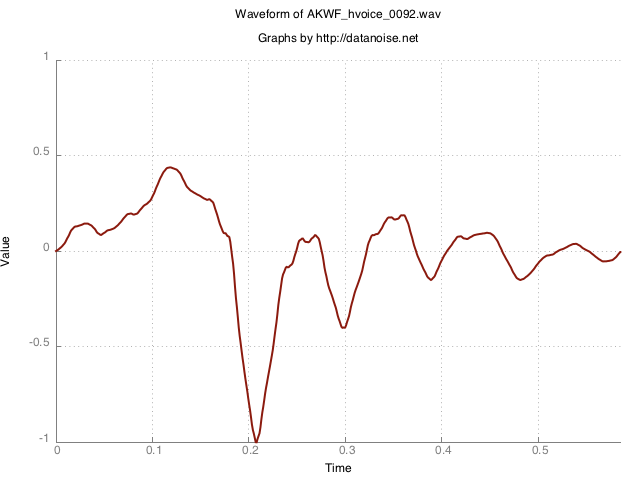 Waveform of AKWF_hvoice_0092.wav
Graphs by http://datanoise.net
1
0.5
0
-0.5
-1
Value
0 0.1 0.2 0.3 0.4 0.5
Time